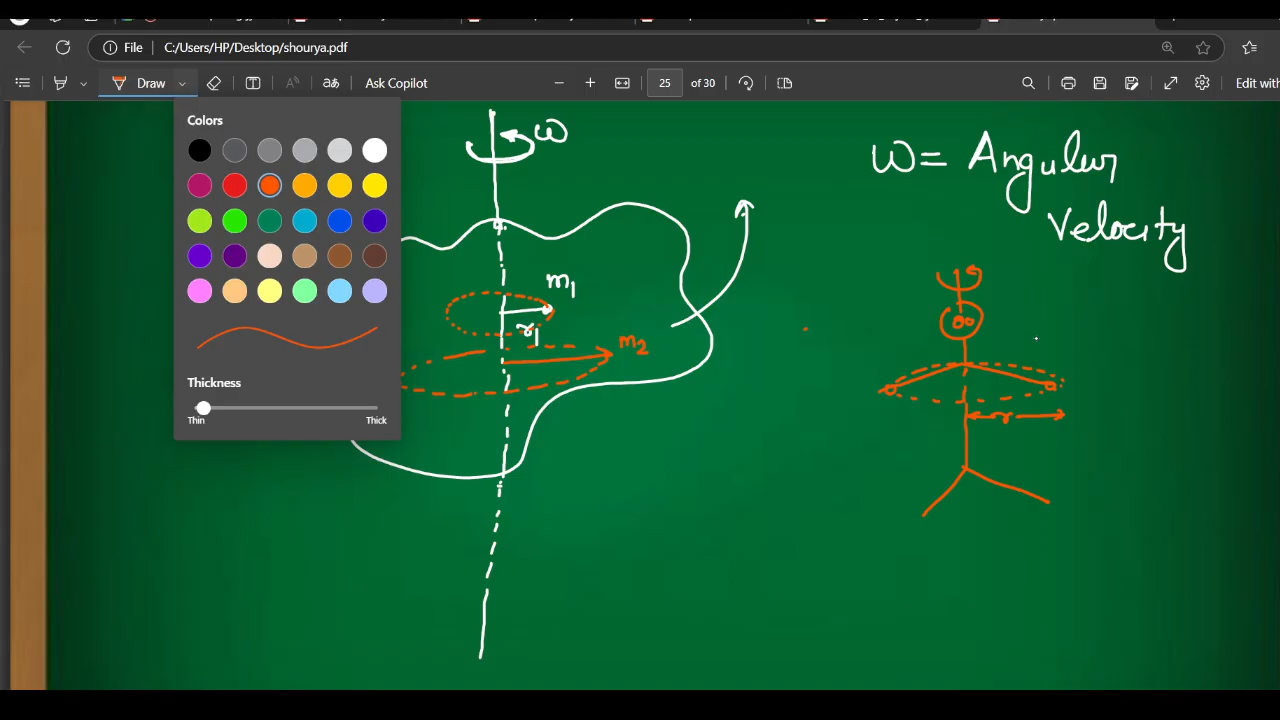 File C:/Users/HP/Desktop/shourya.pdf
Draw Ask Copilot 25 of 30 Edit with
Colors
Thickness
Thin Thick
ω
m1
r1
m2
ω = Angular
Velocity
r